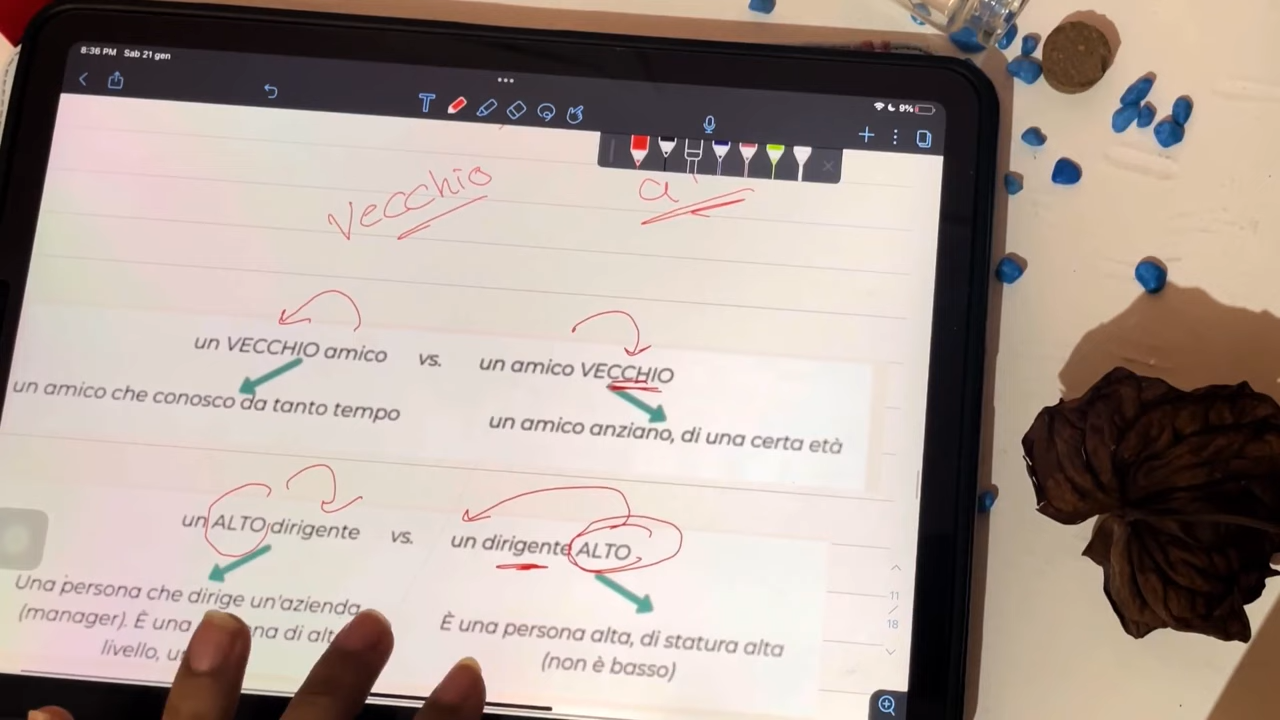 8:36 PM Sab 21 gen
9%
T
vecchio
a
un VECCHIO amico vs. un amico VECCHIO
un amico che conosco da tanto tempo
un amico anziano, di una certa età
un ALTO dirigente vs. un dirigente ALTO
Una persona che dirige un'azienda
(manager). È una di
livello,
È una persona alta, di statura alta
(non è basso)
11
/
18